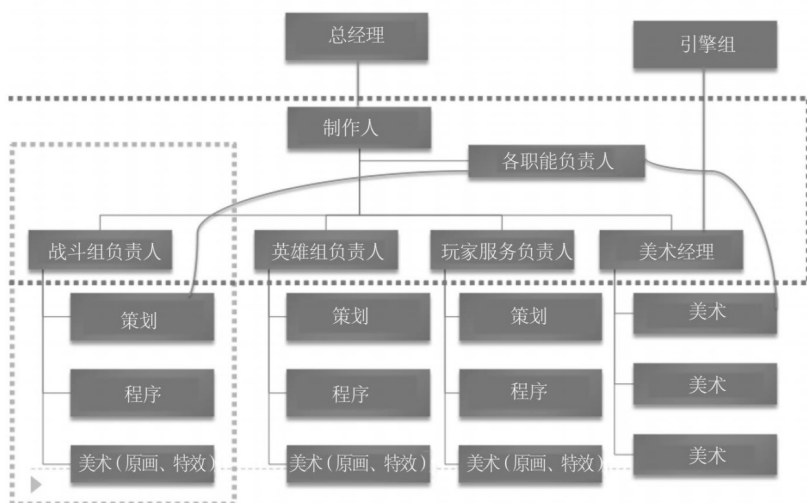 总经理
引擎组
制作人
各职能负责人
战斗组负责人
英雄组负责人
玩家服务负责人
美术经理
策划
策划
策划
美术
程序
程序
程序
美术
美术（原画、特效）
美术（原画、特效）
美术（原画、特效）
美术